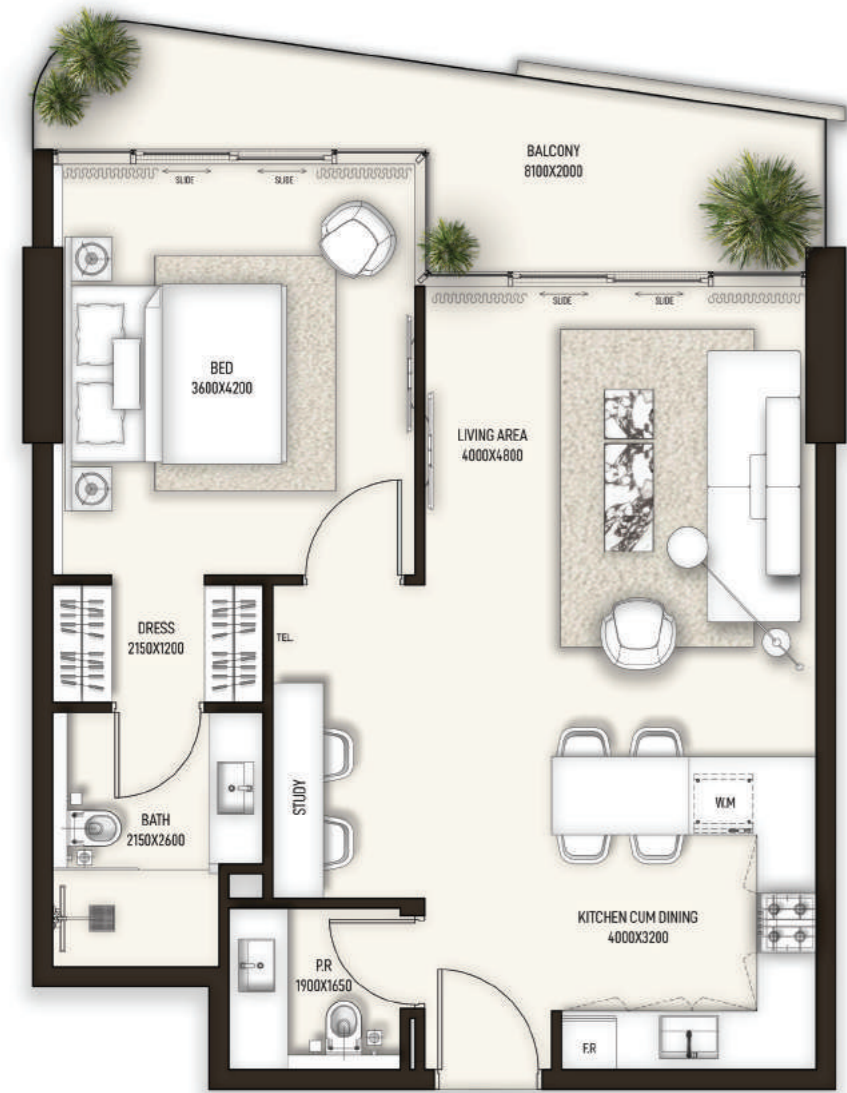 BALCONY
8100X2000
SLIDE
SLIDE
SLIDE
SLIDE
BED
3600X4200
LIVING AREA
4000X4800
DRESS
2150X1200
TEL.
STUDY
W.M
BATH
2150X2600
KITCHEN CUM DINING
4000X3200
P.R
1900X1650
F.R